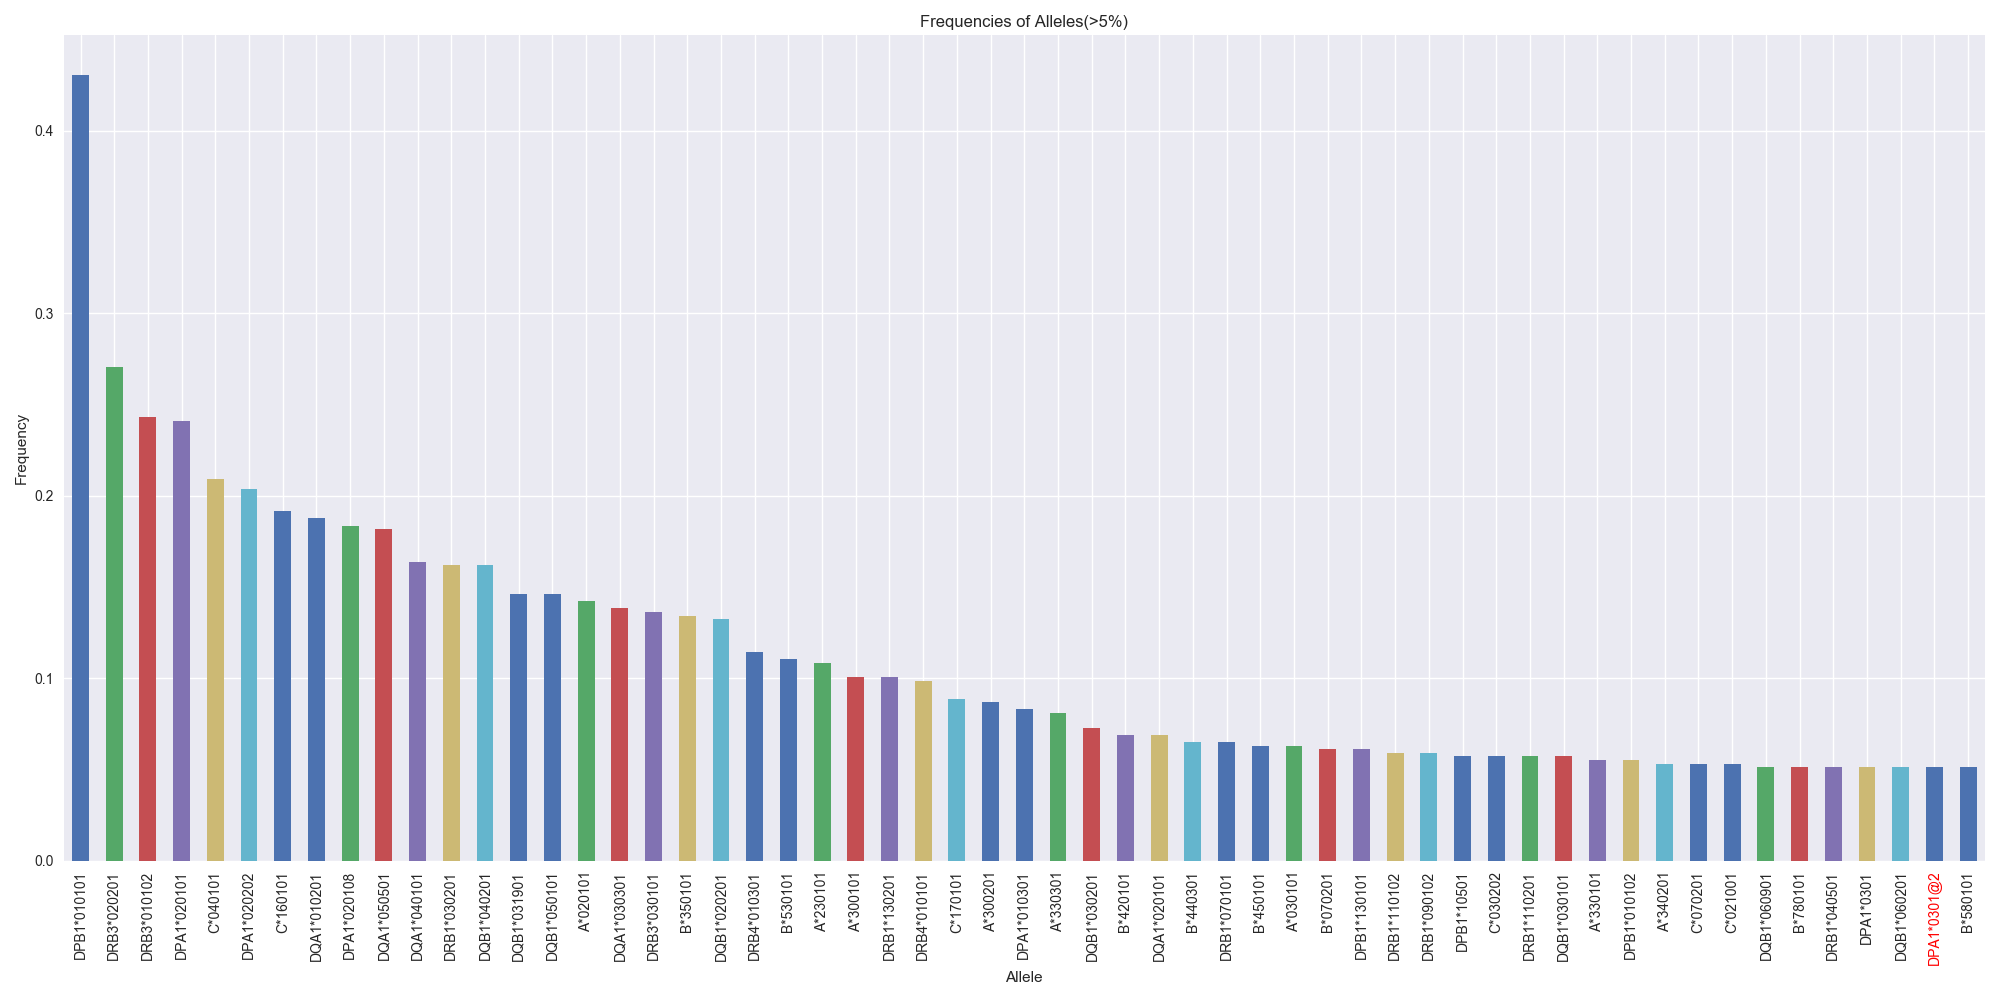 Frequencies of Alleles(>5%)
Frequency
0.4
0.3
0.2
0.1
0.0
DPB1*010101
DRB3*020201
DRB3*010102
DPA1*020101
C*040101
DPA1*020202
C*160101
DQA1*010201
DPA1*020108
DQA1*050501
DQA1*040101
DRB1*030201
DQB1*040201
DQB1*031901
DQB1*050101
A*020101
DQA1*030301
DRB3*030101
B*350101
DQB1*020201
DRB4*010301
B*530101
A*230101
A*300101
DRB1*130201
DRB4*010101
C*170101
A*300201
DPA1*010301
A*330301
DQB1*030201
B*420101
DQA1*020101
B*440301
DRB1*070101
B*450101
A*030101
B*070201
DPB1*130101
DRB1*110102
DRB1*090102
DPB1*10501
C*030202
DRB1*110201
DQB1*030101
A*330101
DPB1*010102
A*340201
C*070201
C*021001
DQB1*060901
B*780101
DRB1*040501
DPA1*0301
DQB1*060201
DPA1*0301@2
B*580101
Allele